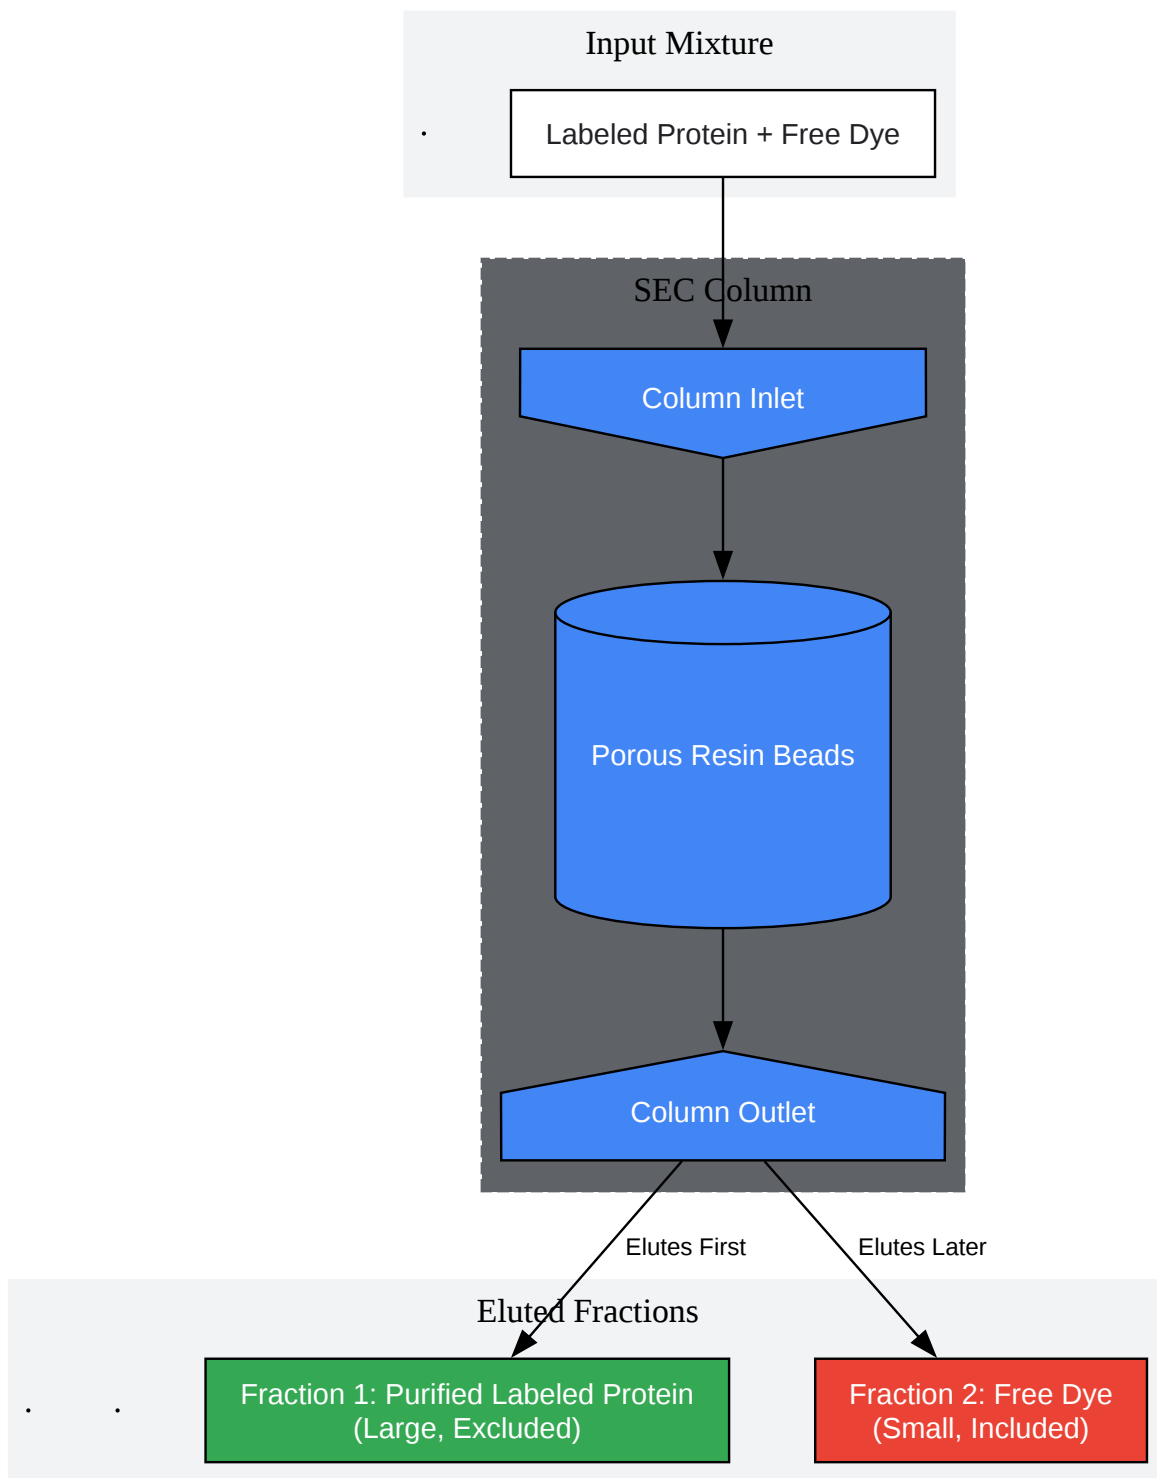 Input Mixture
Labeled Protein + Free Dye
SEC Column
Column Inlet
Porous Resin Beads
Column Outlet
Elutes First
Elutes Later
Eluted Fractions
Fraction 1: Purified Labeled Protein
(Large, Excluded)
Fraction 2: Free Dye
(Small, Included)